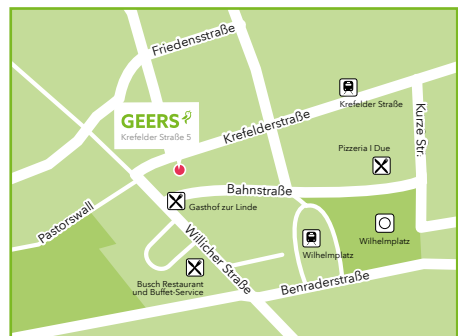 Friedensstraße
GEERS
Krefelder Straße 5
Krefelderstraße
Krefelder Straße
Kurze Str.
Pizzeria I Due
Bahnstraße
Gasthof zur Linde
Pastorswall
Willicher Straße
Wilhelmplatz
Wilhelmplatz
Busch Restaurant
und Buffet-Service
Benraderstraße